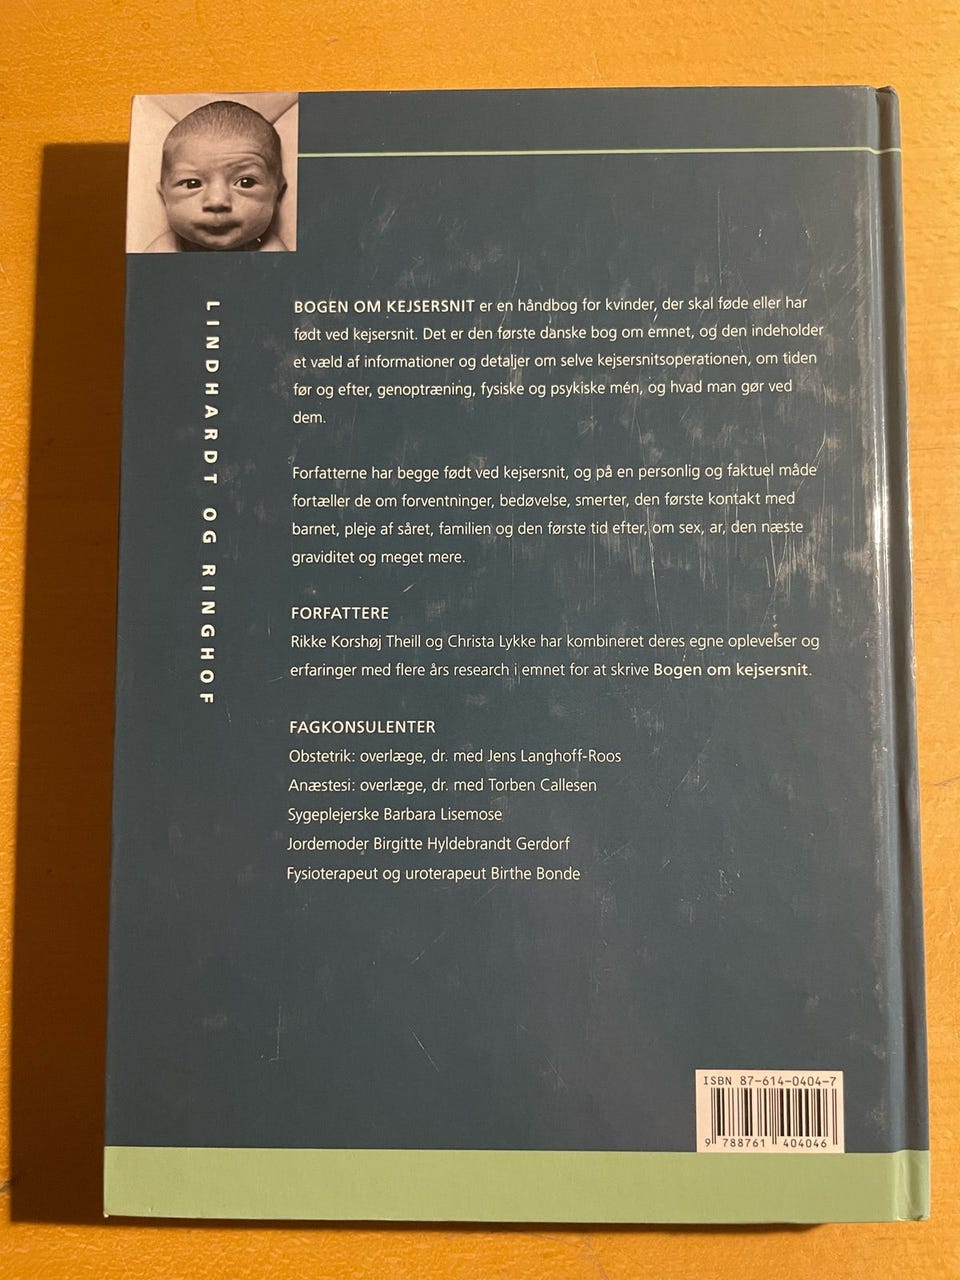 LINDHARDT OG RINGHOF
BOGEN OM KEJSERSNIT er en håndbog for kvinder, der skal føde eller har
født ved kejsersnit. Det er den første danske bog om emnet, og den indeholder
et væld af informationer og detaljer om selve kejsersnitsoperationen, om tiden
før og efter, genoptræning, fysiske og psykiske mén, og hvad man gør ved
dem.
Forfatterne har begge født ved kejsersnit, og på en personlig og faktuel måde
fortæller de om forventninger, bedøvelse, smerter, den første kontakt med
barnet, pleje af såret, familien og den første tid efter, om sex, ar, den næste
graviditet og meget mere.
FORFATTERE
Rikke Korshøj Theill og Christa Lykke har kombineret deres egne oplevelser og
erfaringer med flere års research i emnet for at skrive Bogen om kejsersnit.
FAGKONSULENTER
Obstetrik: overlæge, dr. med Jens Langhoff-Roos
Anæstesi: overlæge, dr. med Torben Callesen
Sygeplejerske Barbara Lisemose
Jordemoder Birgitte Hyldebrandt Gerdorf
Fysioterapeut og uroterapeut Birthe Bonde
ISBN 87-614-0404-7
9 788761 404046